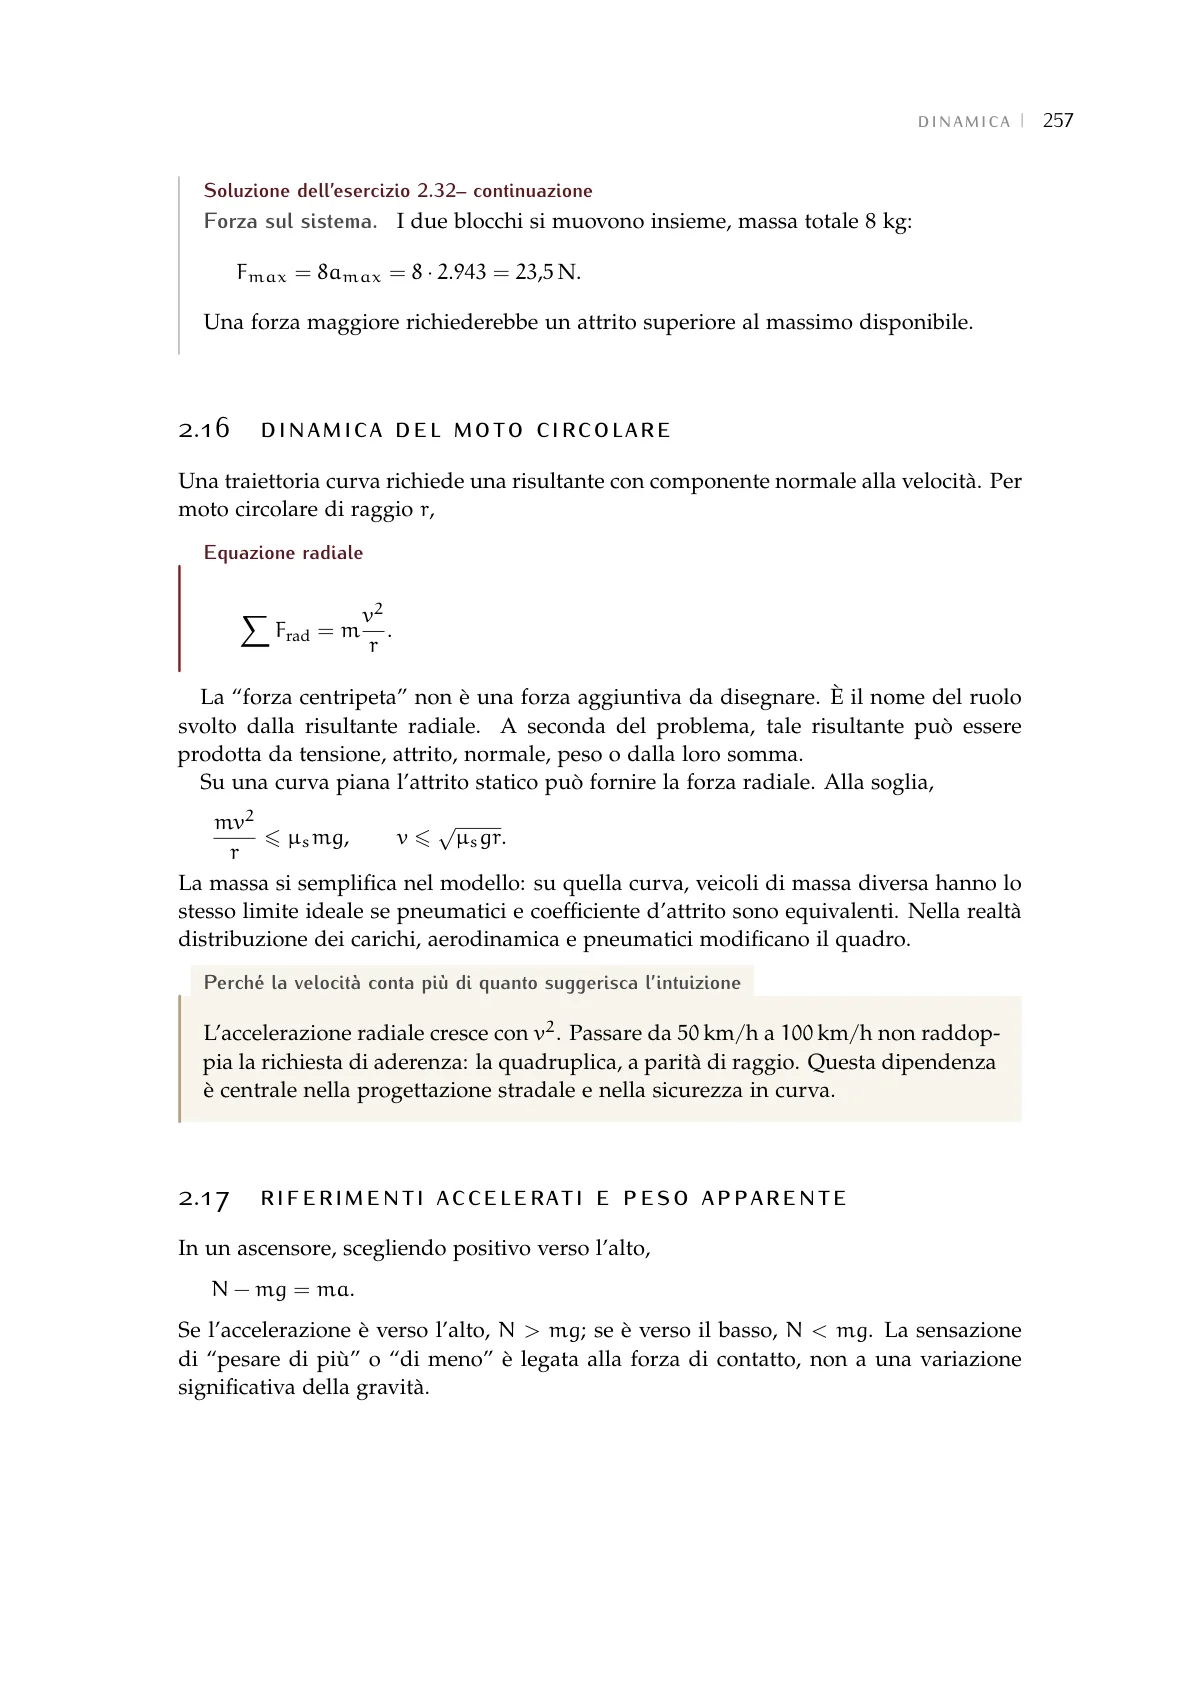 DINAMICA | 257
Soluzione dell’esercizio 2.32– continuazione
Forza sul sistema. I due blocchi si muovono insieme, massa totale 8 kg:
F_max = 8a_max = 8 · 2.943 = 23,5 N.
Una forza maggiore richiederebbe un attrito superiore al massimo disponibile.
2.16 DINAMICA DEL MOTO CIRCOLARE
Una traiettoria curva richiede una risultante con componente normale alla velocità. Per
moto circolare di raggio r,
Equazione radiale
∑ F_rad = m v²/r.
La “forza centripeta” non è una forza aggiuntiva da disegnare. È il nome del ruolo
svolto dalla risultante radiale. A seconda del problema, tale risultante può essere
prodotta da tensione, attrito, normale, peso o dalla loro somma.
Su una curva piana l’attrito statico può fornire la forza radiale. Alla soglia,
mv²/r ⩽ μ_s mg, v ⩽ √(μ_s gr).
La massa si semplifica nel modello: su quella curva, veicoli di massa diversa hanno lo
stesso limite ideale se pneumatici e coefficiente d’attrito sono equivalenti. Nella realtà
distribuzione dei carichi, aerodinamica e pneumatici modificano il quadro.
Perché la velocità conta più di quanto suggerisca l’intuizione
L’accelerazione radiale cresce con v². Passare da 50 km/h a 100 km/h non raddop-
pia la richiesta di aderenza: la quadruplica, a parità di raggio. Questa dipendenza
è centrale nella progettazione stradale e nella sicurezza in curva.
2.17 RIFERIMENTI ACCELERATI E PESO APPARENTE
In un ascensore, scegliendo positivo verso l’alto,
N − mg = ma.
Se l’accelerazione è verso l’alto, N > mg; se è verso il basso, N < mg. La sensazione
di “pesare di più” o “di meno” è legata alla forza di contatto, non a una variazione
significativa della gravità.